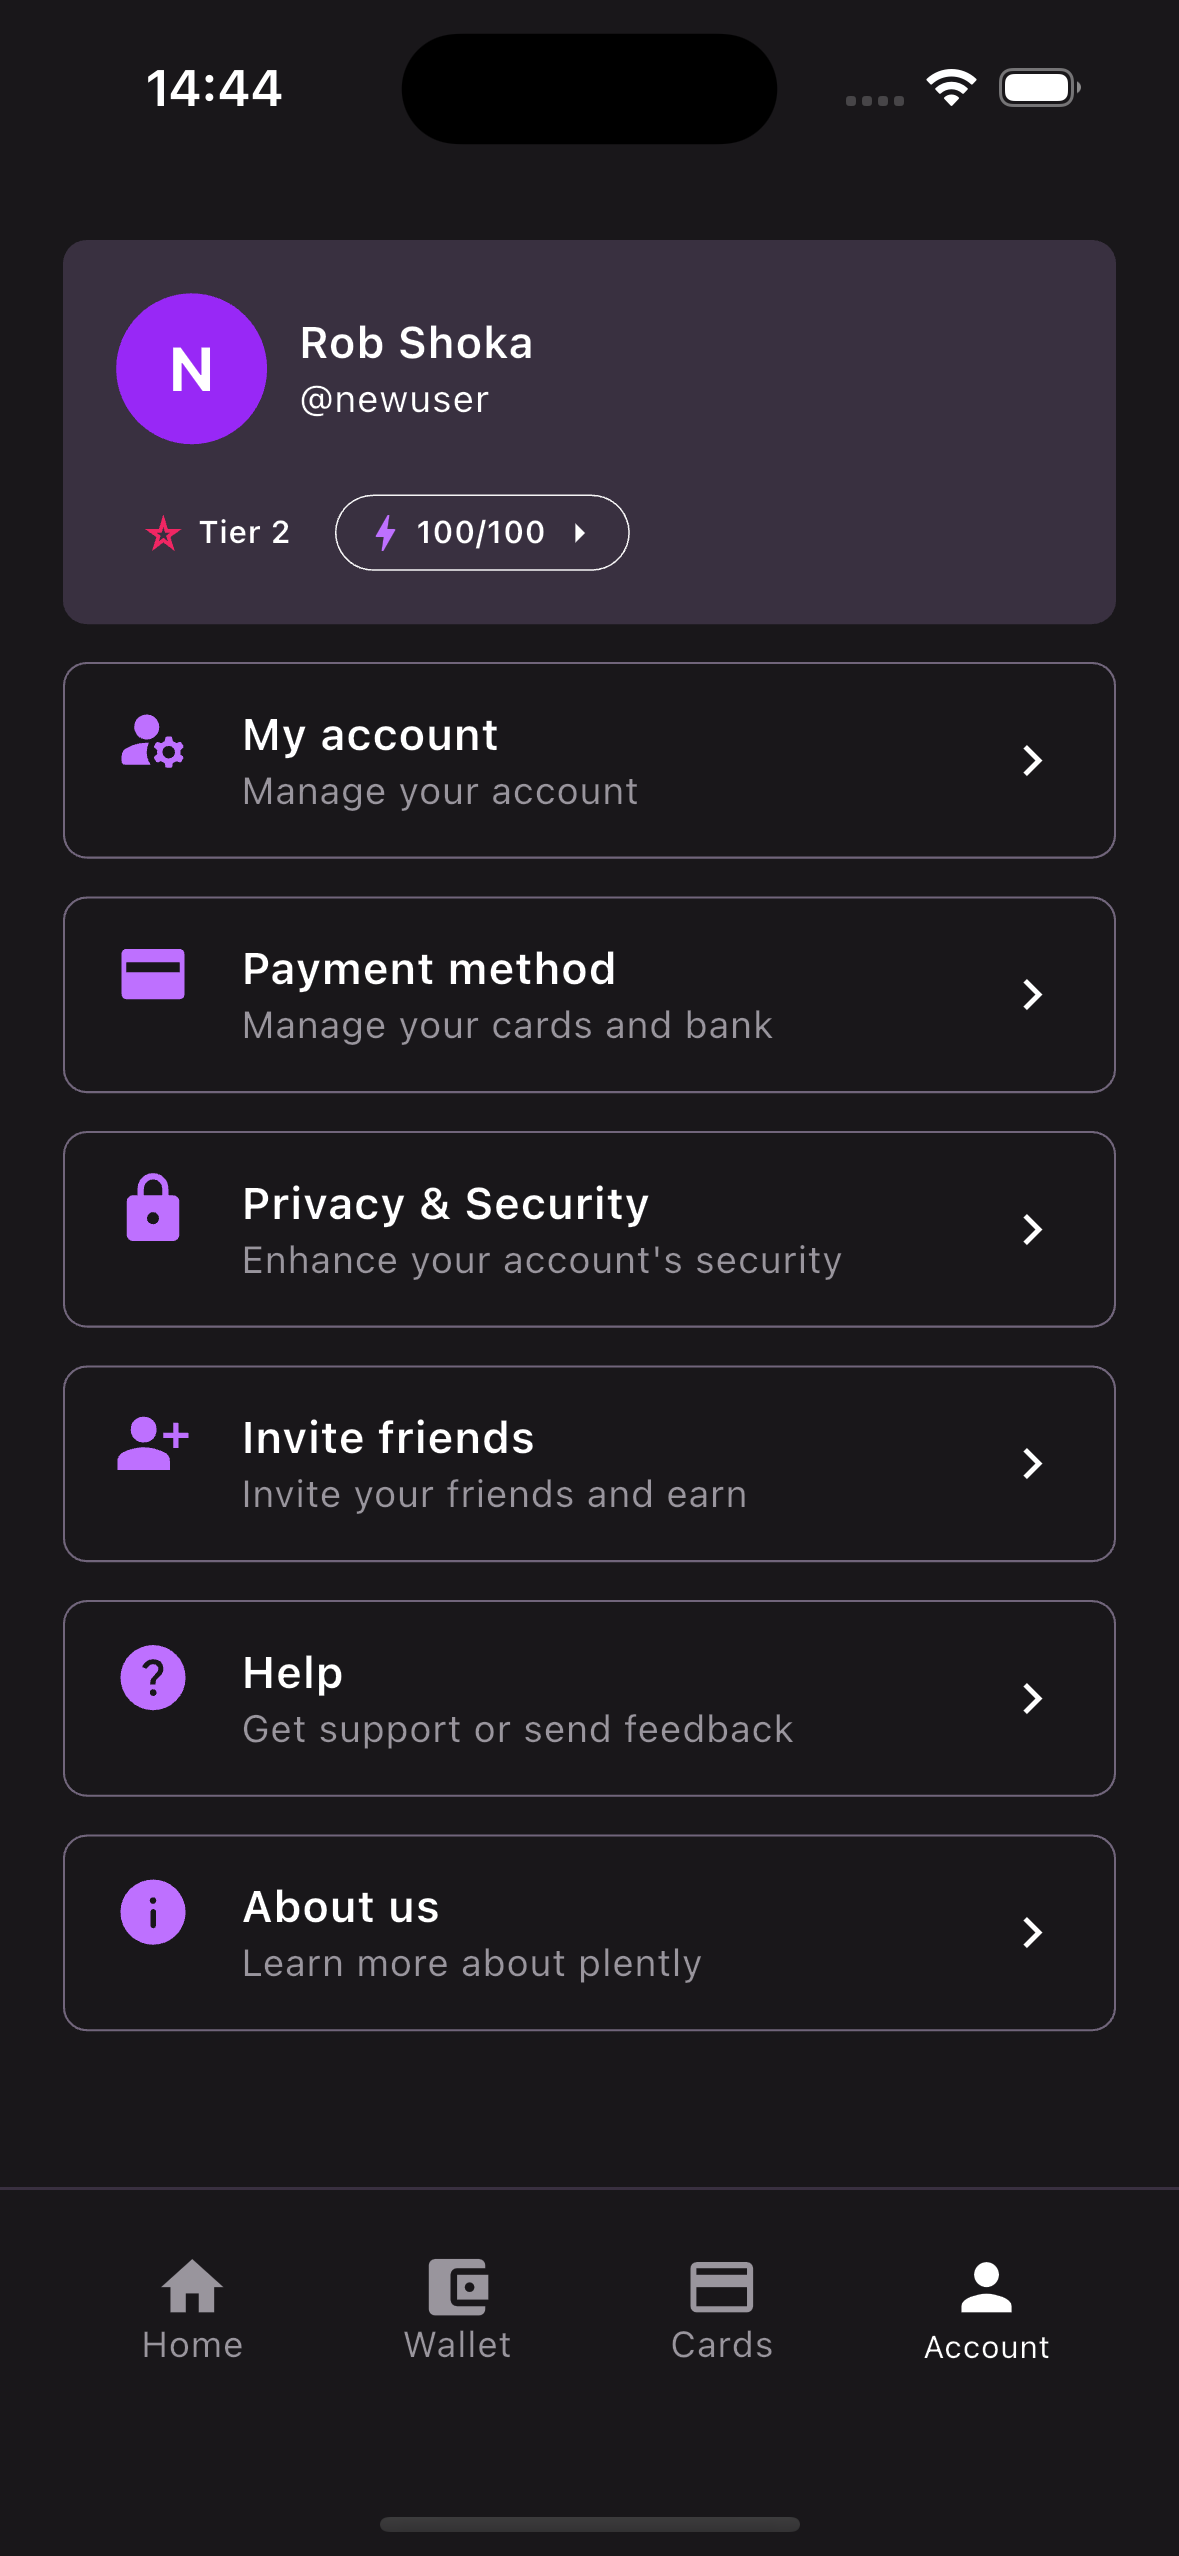 14:44
N
Rob Shoka
@newuser
Tier 2
100/100
My account
Manage your account
Payment method
Manage your cards and bank
Privacy & Security
Enhance your account's security
Invite friends
Invite your friends and earn
Help
Get support or send feedback
About us
Learn more about plently
Home
Wallet
Cards
Account